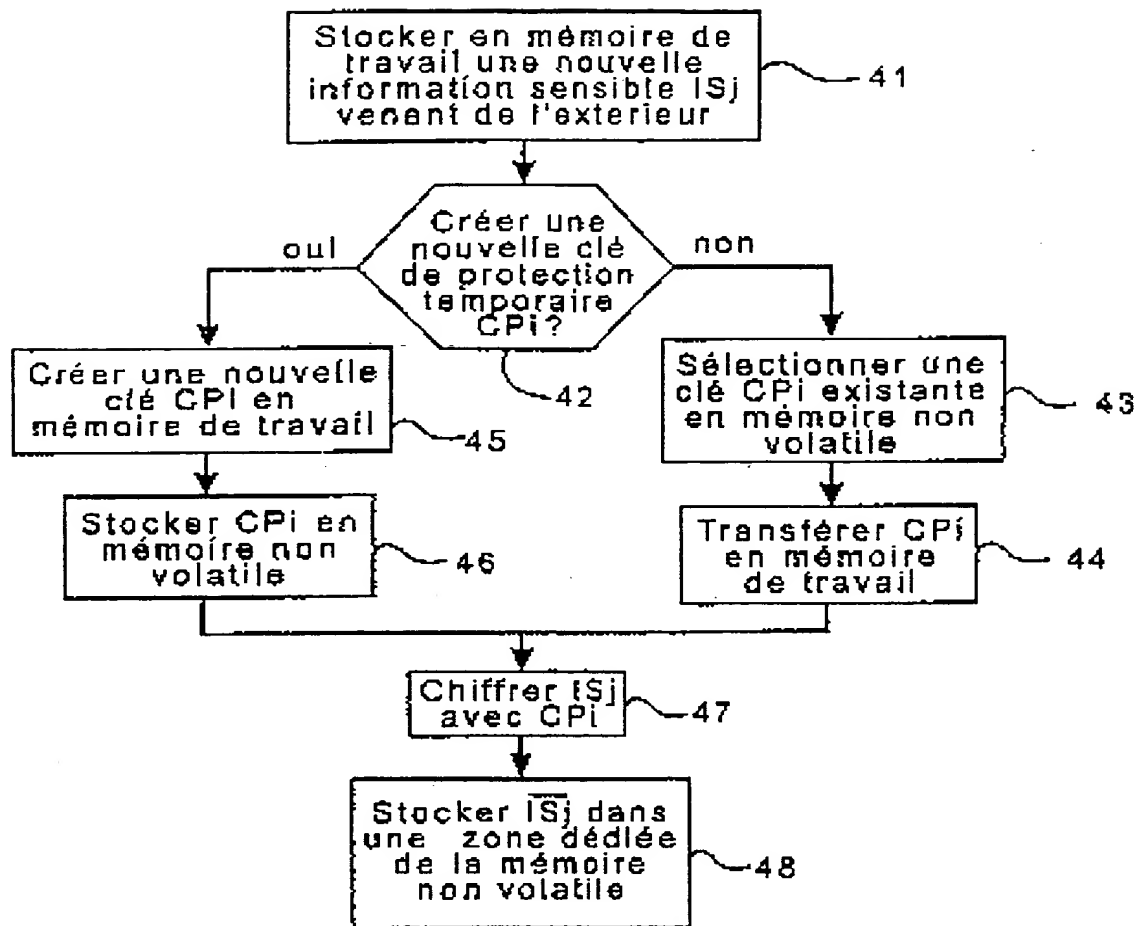 Stocker en mémoire de
travail une nouvelle
information sensible ISj
venant de l'exterieur
41
Créer une
nouvelle clé
de protection
temporaire
CPi?
oui
non
42
Créer une nouvelle
clé CPi en
mémoire de travail
45
Sélectionner une
clé CPi existante
en mémoire non
volatile
43
Stocker CPi en
mémoire non
volatile
46
Transférer CPi
en mémoire
de travail
44
Chiffrer ISj
avec CPi
47
Stocker I̅S̅j̅ dans
une zone dédiée
de la mémoire
non volatile
48